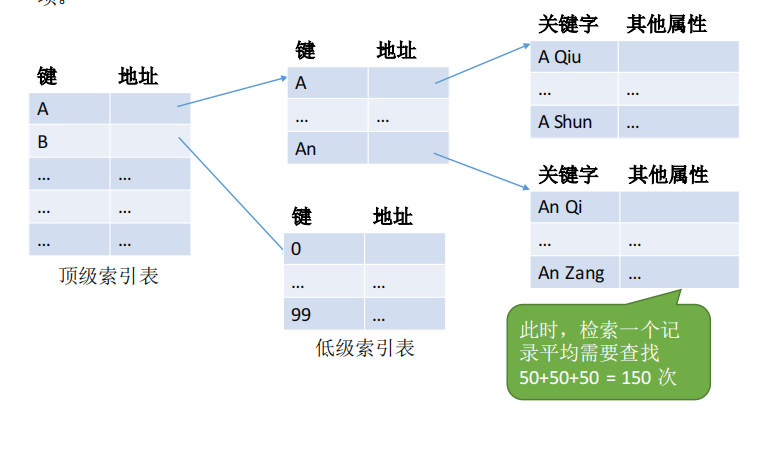 项。
键 地址
A
B
... ...
... ...
... ...
顶级索引表
键 地址
A
... ...
An
键 地址
0
... ...
99 ...
低级索引表
关键字 其他属性
A Qiu
... ...
A Shun ...
关键字 其他属性
An Qi
... ...
An Zang ...
此时，检索一个记
录平均需要查找
50+50+50 = 150 次